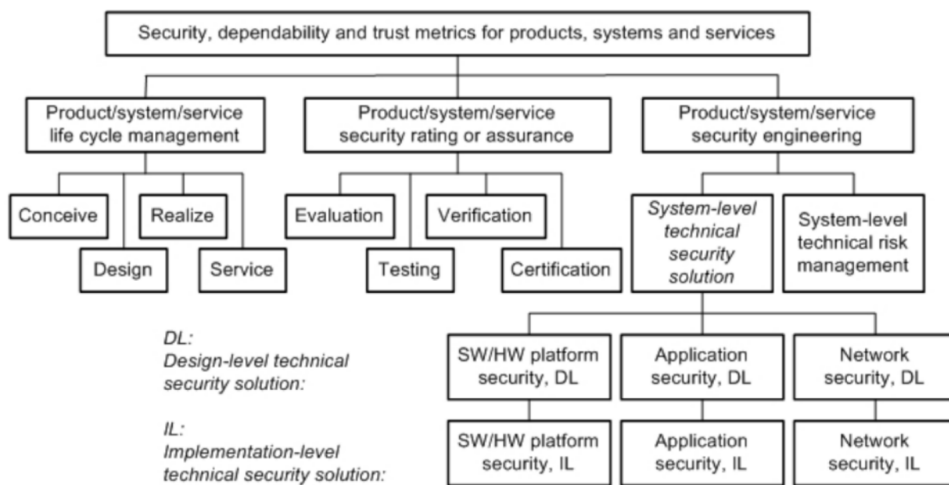 Security, dependability and trust metrics for products, systems and services
Product/system/service
life cycle management
Product/system/service
security rating or assurance
Product/system/service
security engineering
Conceive
Realize
Design
Service
Evaluation
Verification
Testing
Certification
System-level
technical
security
solution
System-level
technical risk
management
DL:
Design-level technical
security solution:
SW/HW platform
security, DL
Application
security, DL
Network
security, DL
IL:
Implementation-level
technical security solution:
SW/HW platform
security, IL
Application
security, IL
Network
security, IL